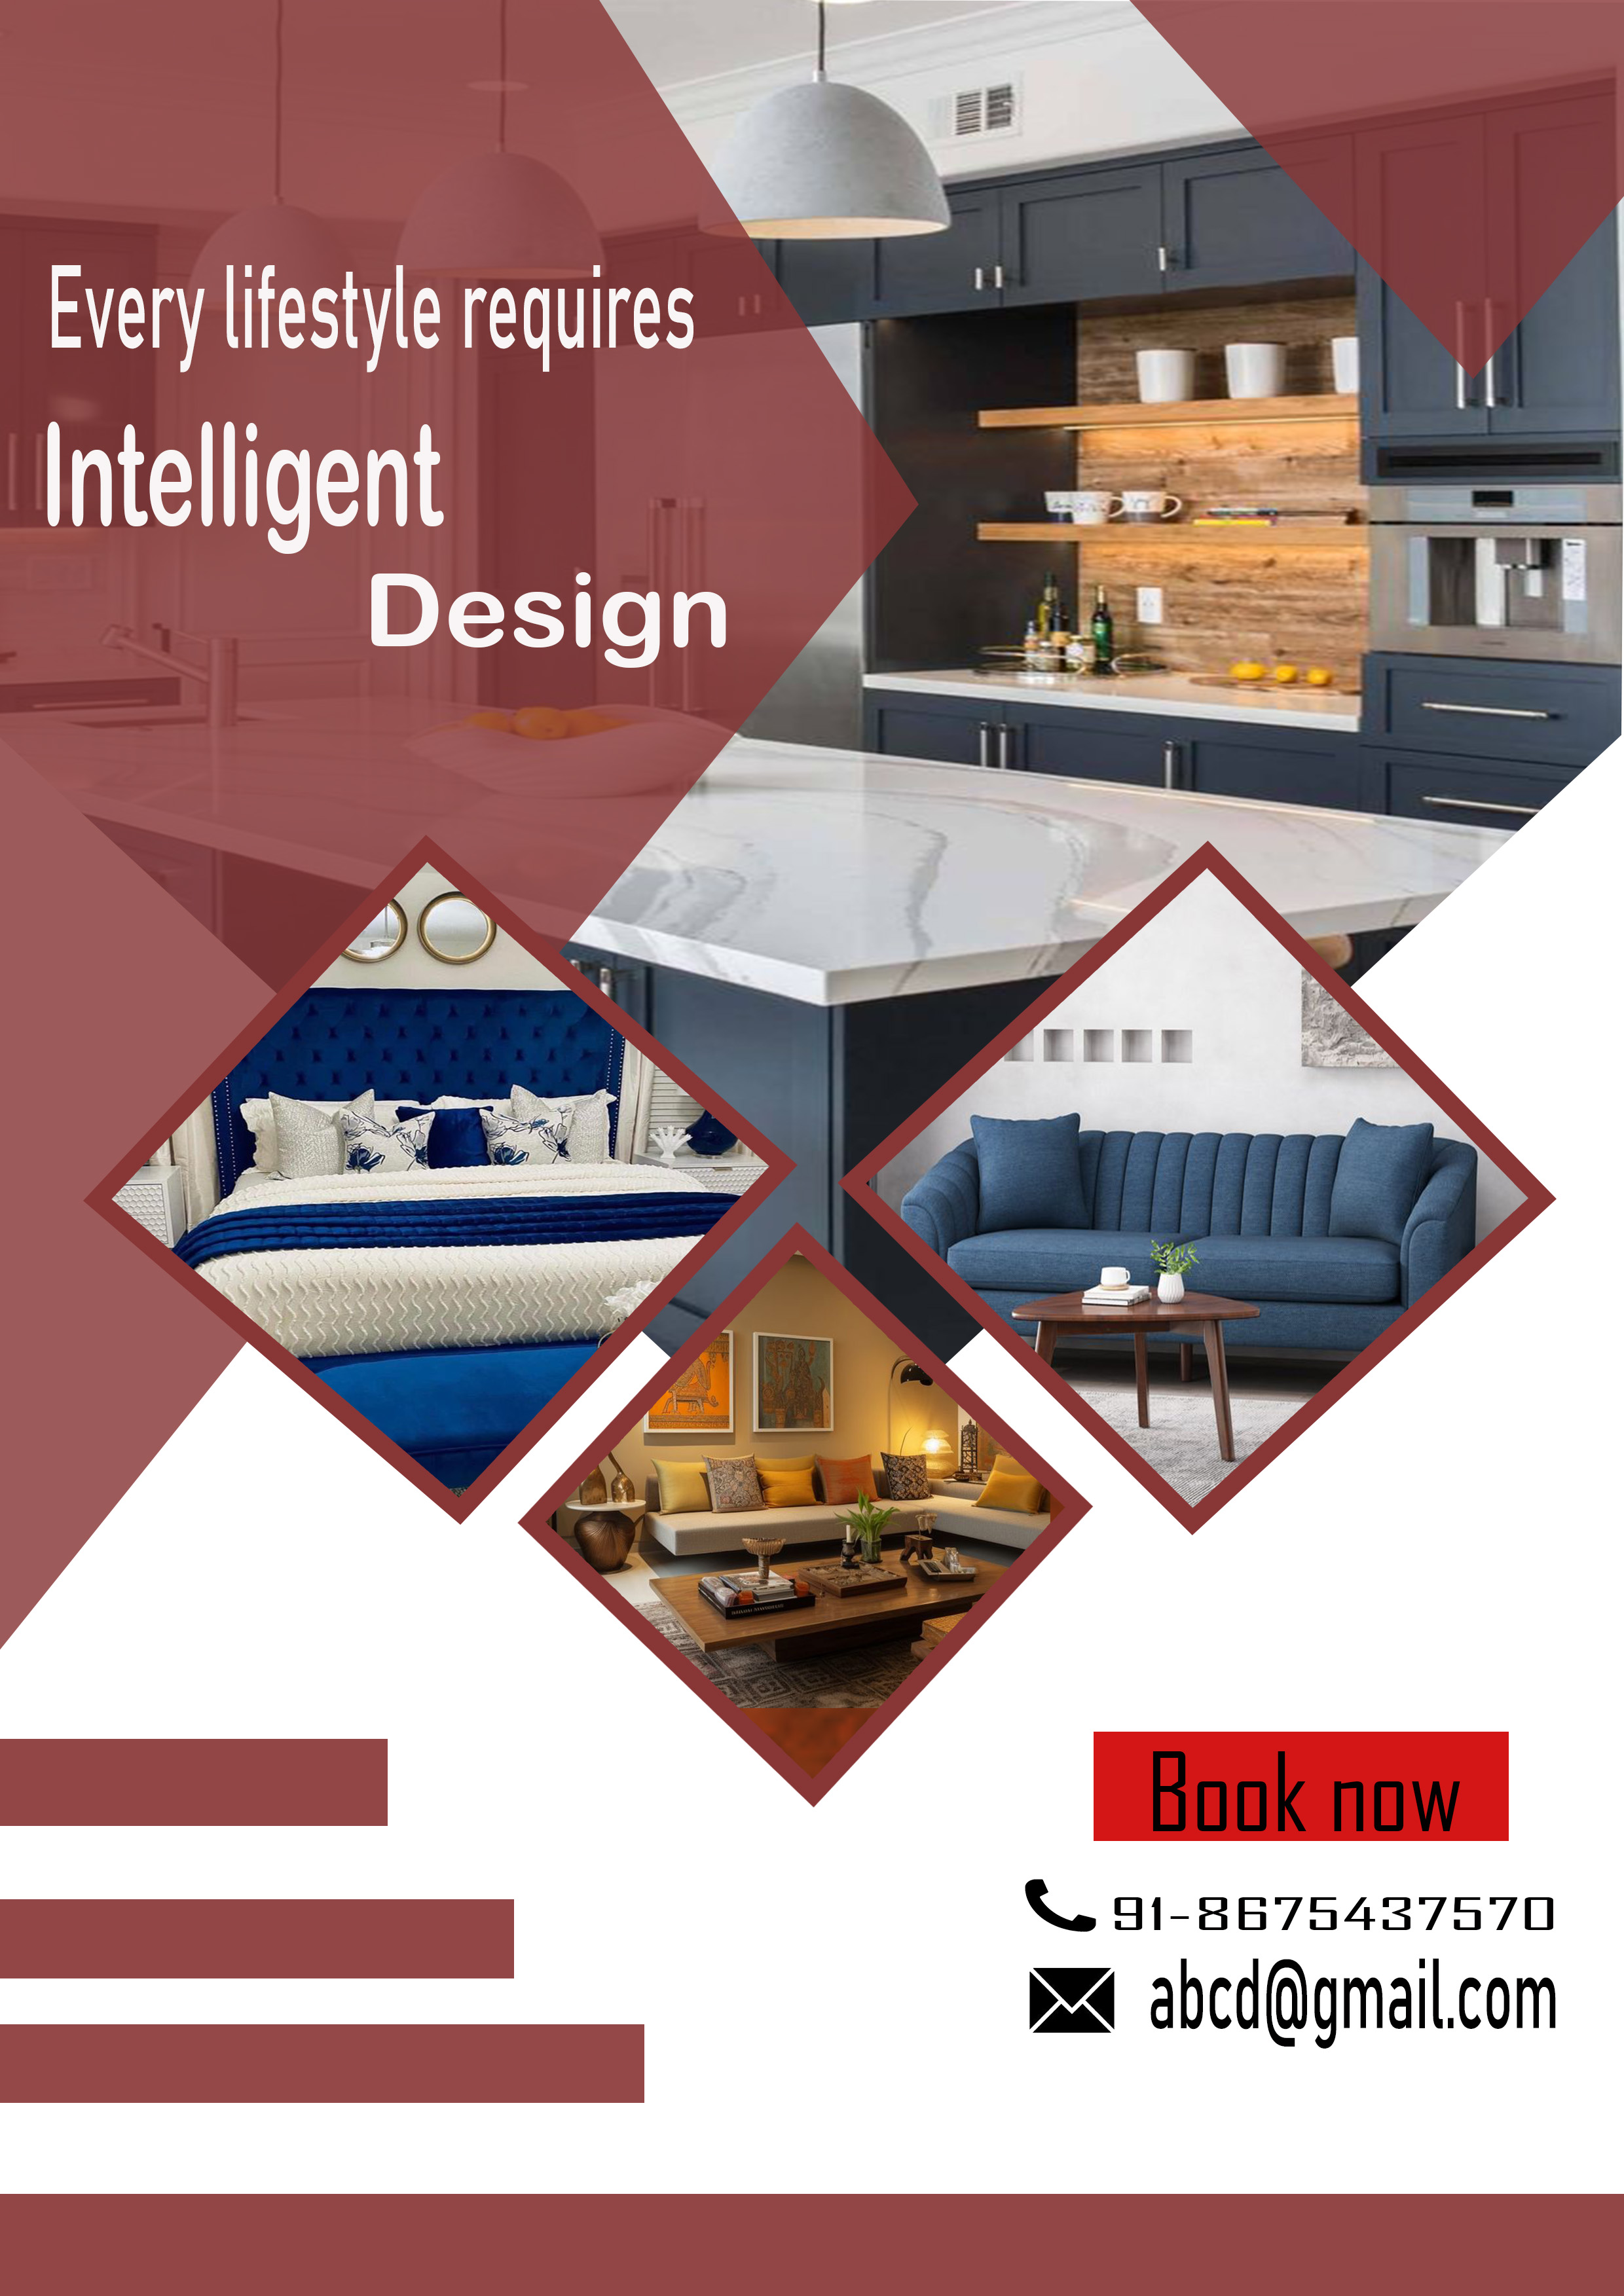 Every lifestyle requires
Intelligent
Design
Book now
91-8675437570
abcd@gmail.com